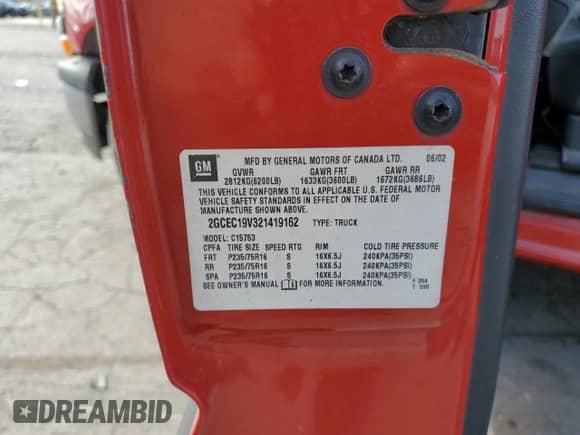 GM
MFD BY GENERAL MOTORS OF CANADA LTD. 06/02
GVWR GAWR FRT GAWR RR
2812KG(6200LB) 1633KG(3600LB) 1672KG(3686LB)
THIS VEHICLE CONFORMS TO ALL APPLICABLE U.S. FEDERAL MOTOR
VEHICLE SAFETY STANDARDS IN EFFECT ON THE DATE OF
MANUFACTURE SHOWN ABOVE.
2GCEC19V321419162 TYPE: TRUCK
MODEL: C15753
CPFA TIRE SIZE SPEED RTG RIM COLD TIRE PRESSURE
FRT P235/75R16 S 16X6.5J 240KPA(35PSI)
RR P235/75R16 S 16X6.5J 240KPA(35PSI)
SPA P235/75R16 S 16X6.5J 240KPA(35PSI)
SEE OWNER'S MANUAL FOR MORE INFORMATION.
DREAMBID